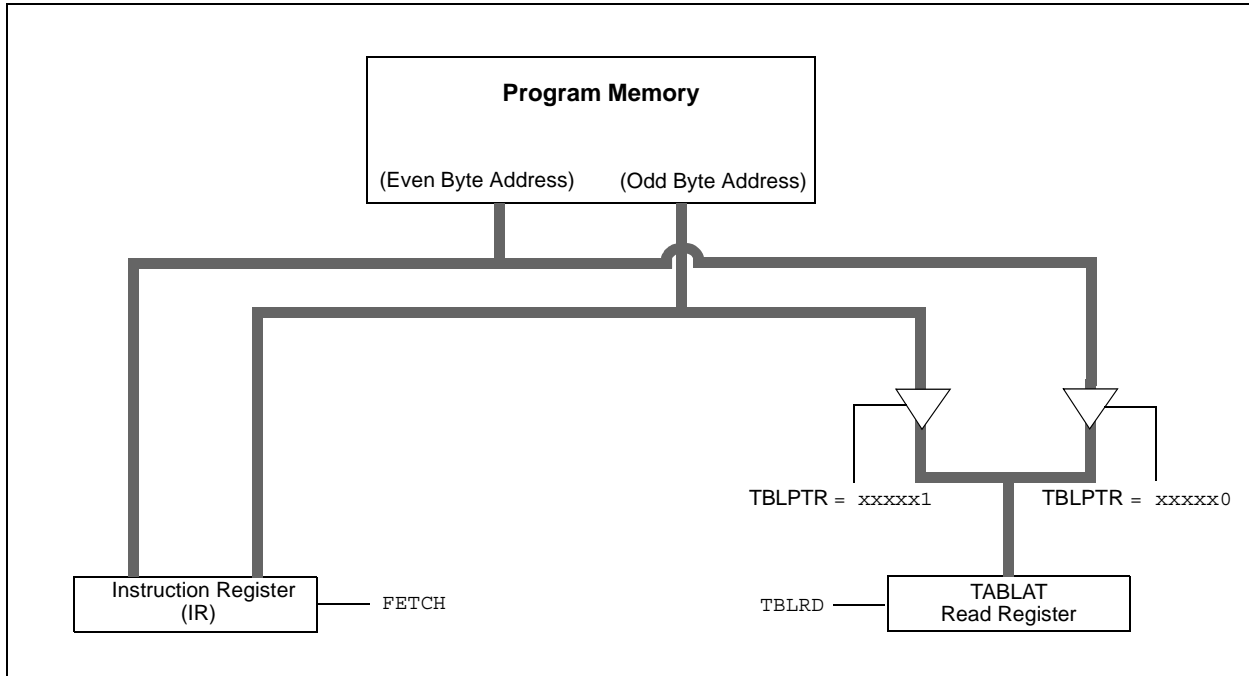 Program Memory
(Even Byte Address) (Odd Byte Address)
TBLPTR = xxxxx1 TBLPTR = xxxxx0
Instruction Register
(IR)
FETCH
TBLRD
TABLAT
Read Register